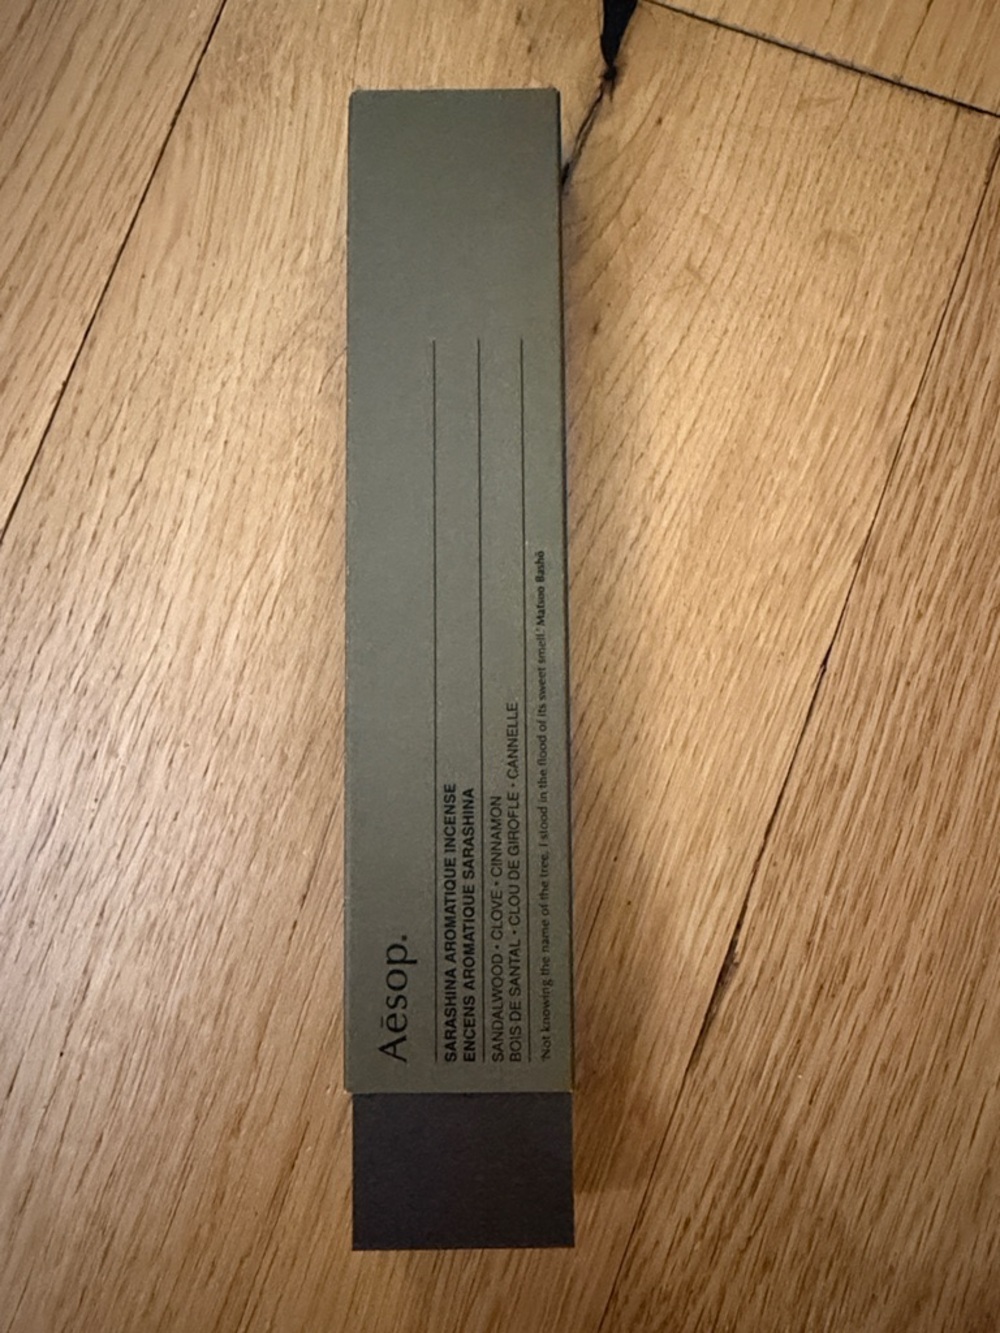 Aēsop.
SARASHINA AROMATIQUE INCENSE
ENCENS AROMATIQUE SARASHINA
SANDALWOOD • CLOVE • CINNAMON
BOIS DE SANTAL • CLOU DE GIROFLE • CANNELLE
'Not knowing the name of the tree, I stood in the flood of its sweet smell.' Matsuo Bashō